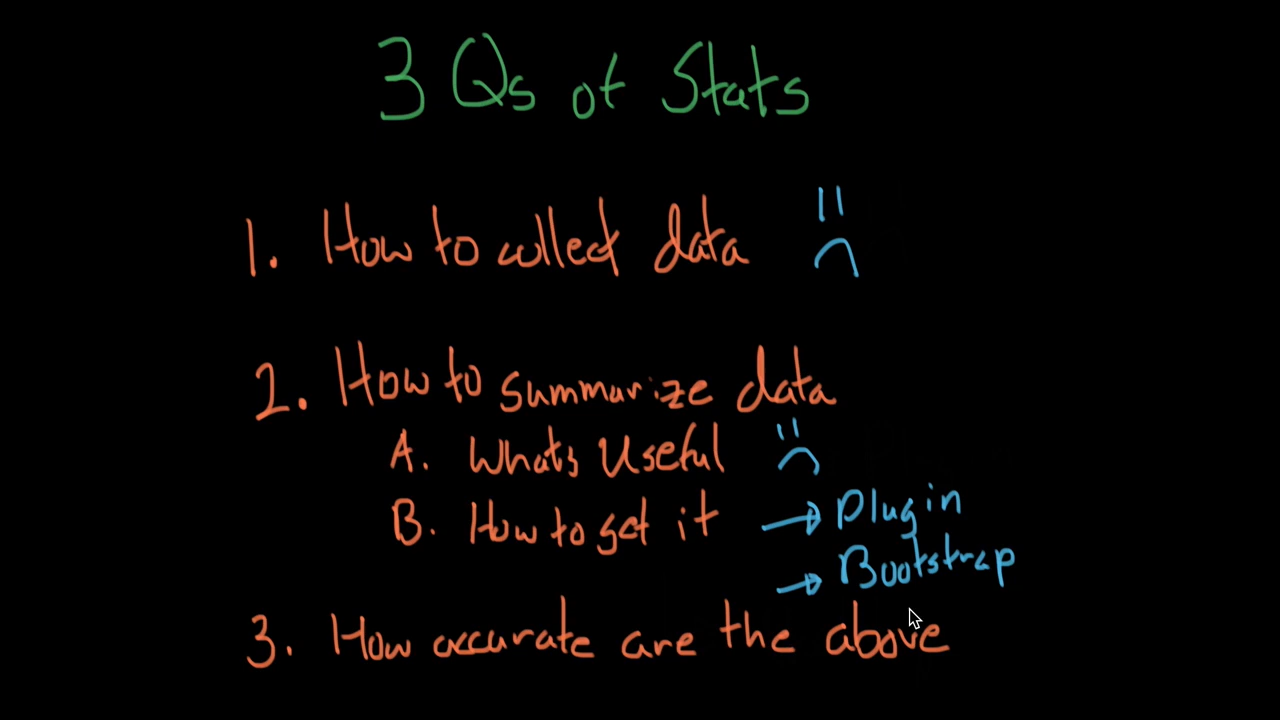 3 Qs of Stats
1. How to collect data
2. How to summarize data
A. Whats Useful
B. How to get it → Plugin
→ Bootstrap
3. How accurate are the above